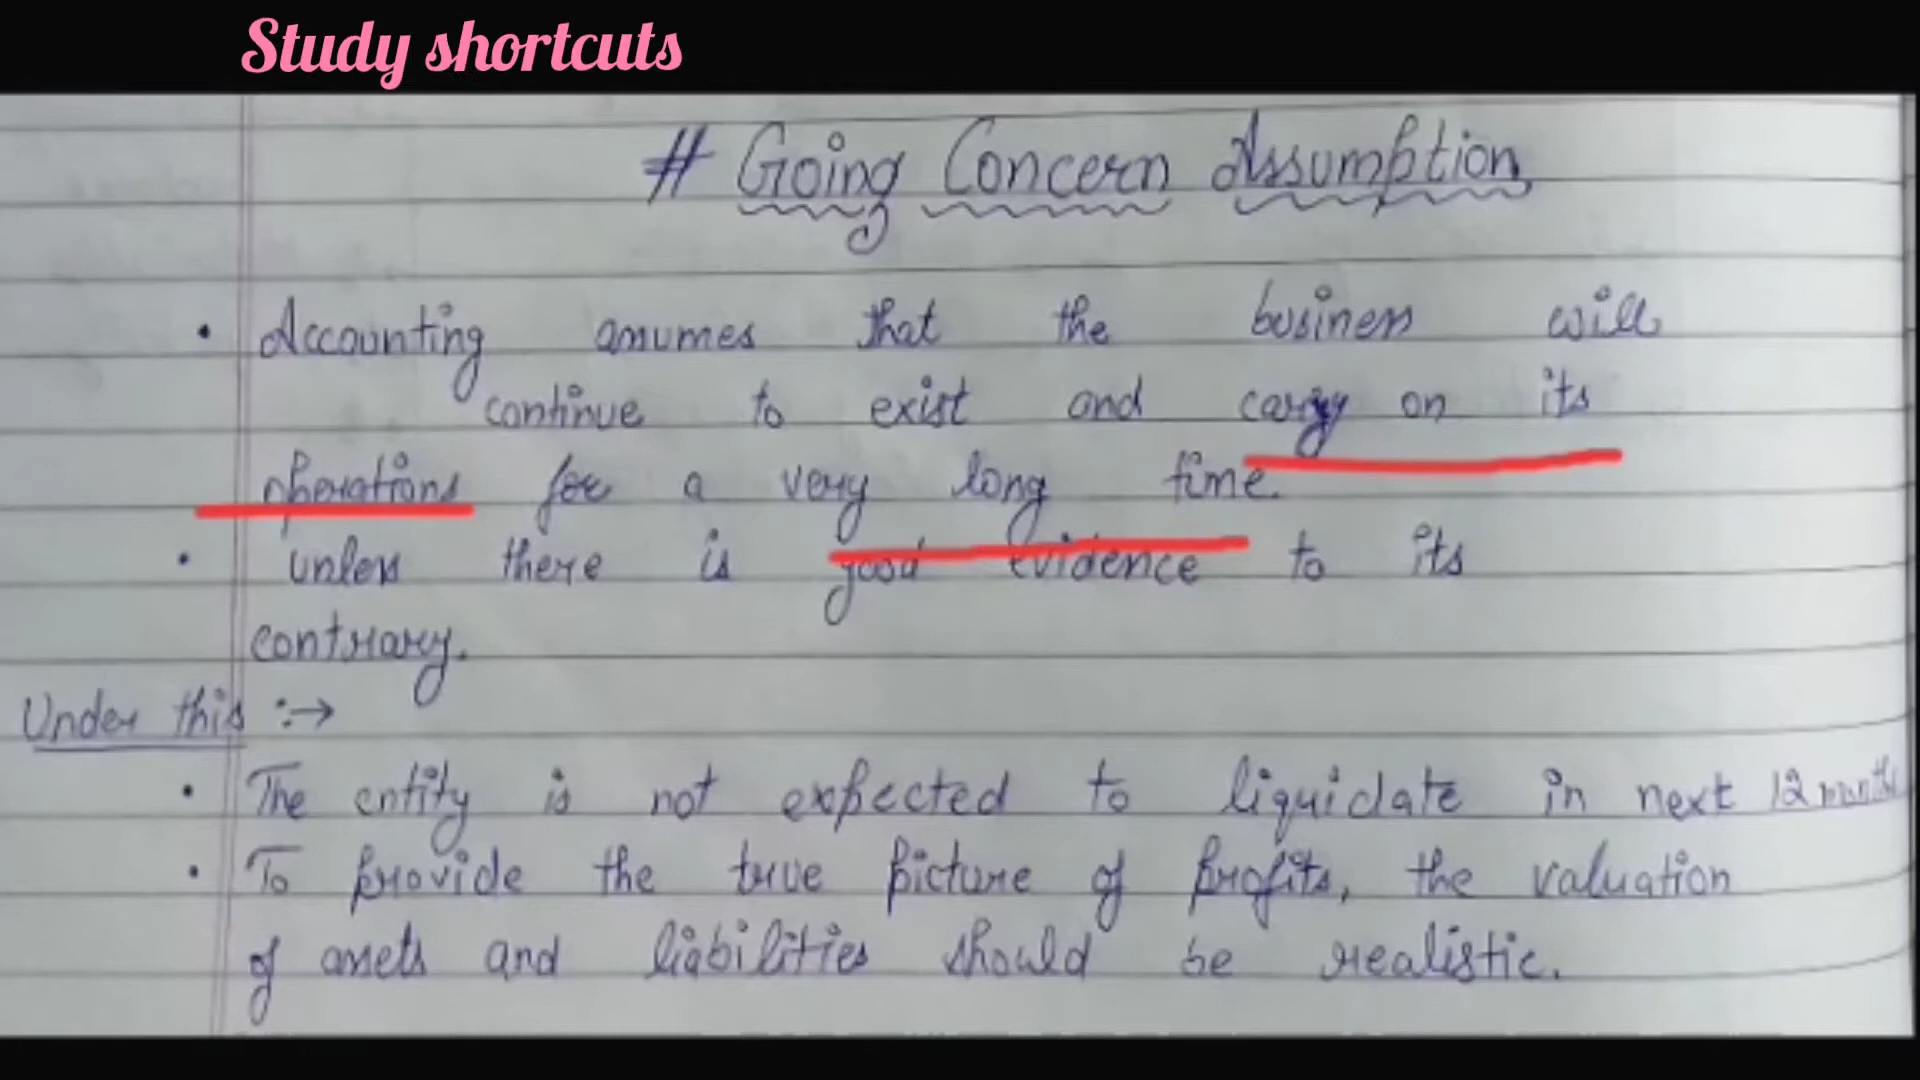 Study shortcuts
# Going Concern Assumption
• Accounting assumes that the business will
continue to exist and carry on its
operations for a very long time.
• unless there is good evidence to its
contrary.
Under this :→
• The entity is not expected to liquidate in next 12 months
• To provide the true picture of profits, the valuation
of assets and liabilities should be realistic.